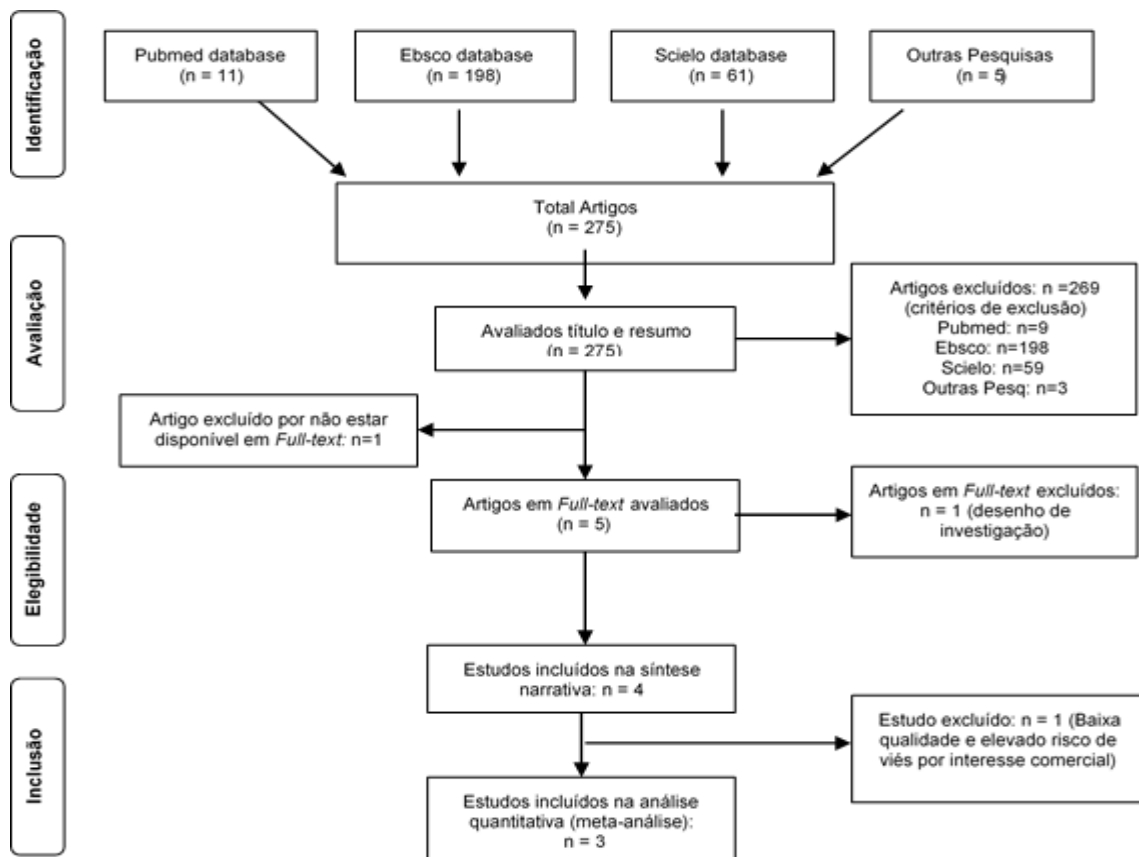 Identificação
Pubmed database
(n = 11)
Ebsco database
(n = 198)
Scielo database
(n = 61)
Outras Pesquisas
(n = 5)
Total Artigos
(n = 275)
Avaliação
Avaliados título e resumo
(n = 275)
Artigos excluídos: n =269
(critérios de exclusão)
Pubmed: n=9
Ebsco: n=198
Scielo: n=59
Outras Pesq: n=3
Artigo excluído por não estar
disponível em Full-text: n=1
Elegibilidade
Artigos em Full-text avaliados
(n = 5)
Artigos em Full-text excluídos:
n = 1 (desenho de
investigação)
Inclusão
Estudos incluídos na síntese
narrativa: n = 4
Estudo excluído: n = 1 (Baixa
qualidade e elevado risco de
viés por interesse comercial)
Estudos incluídos na análise
quantitativa (meta-análise):
n = 3